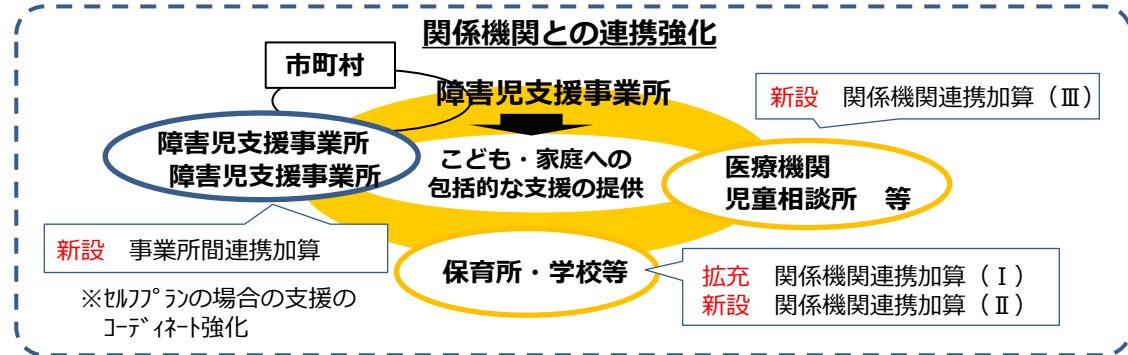 関係機関との連携強化
市町村
障害児支援事業所
新設 関係機関連携加算（Ⅲ）
障害児支援事業所
障害児支援事業所
こども・家庭への
包括的な支援の提供
医療機関
児童相談所 等
新設 事業所間連携加算
保育所・学校等
拡充 関係機関連携加算（Ⅰ）
新設 関係機関連携加算（Ⅱ）
※ｾﾙﾌﾌﾟﾗﾝの場合の支援の
ｺｰﾃﾞｨﾈｰﾄ強化